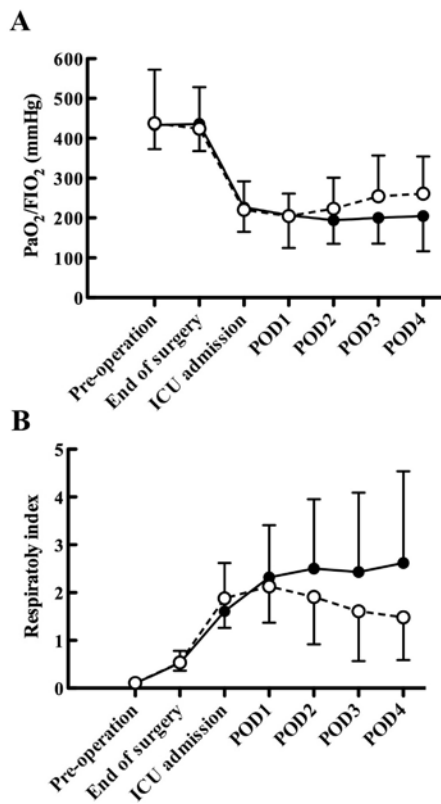 A
PaO₂/FIO₂ (mmHg)
600
500
400
300
200
100
0
Pre-operation
End of surgery
ICU admission
POD1
POD2
POD3
POD4
B
Respiratoly index
5
4
3
2
1
0
Pre-operation
End of surgery
ICU admission
POD1
POD2
POD3
POD4